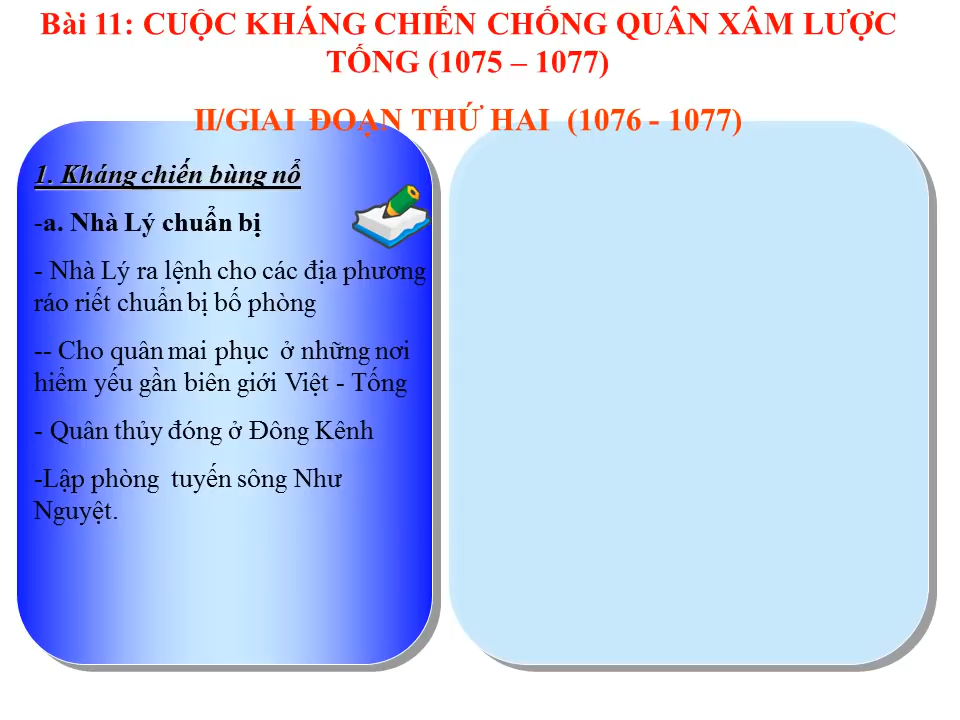 Bài 11: CUỘC KHÁNG CHIẾN CHỐNG QUÂN XÂM LƯỢC
TỐNG (1075 – 1077)
II/GIAI ĐOẠN THỨ HAI (1076 - 1077)
1. Kháng chiến bùng nổ
-a. Nhà Lý chuẩn bị
- Nhà Lý ra lệnh cho các địa phương
ráo riết chuẩn bị bố phòng
-- Cho quân mai phục ở những nơi
hiểm yếu gần biên giới Việt - Tống
- Quân thủy đóng ở Đông Kênh
-Lập phòng tuyến sông Như
Nguyệt.